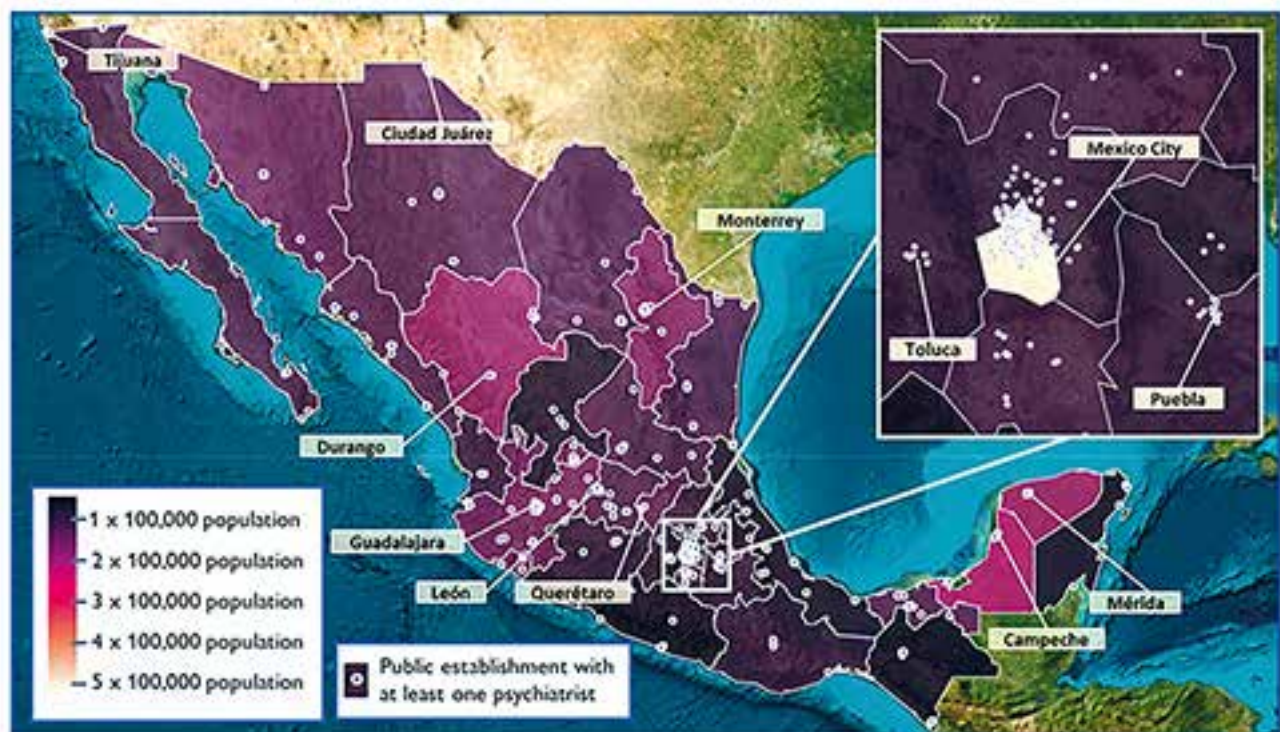 Tijuana
Ciudad Juárez
Monterrey
Mexico City
Toluca
Puebla
Durango
Guadalajara
León
Querétaro
Mérida
Campeche
1 x 100,000 population
2 x 100,000 population
3 x 100,000 population
4 x 100,000 population
5 x 100,000 population
Public establishment with
at least one psychiatrist